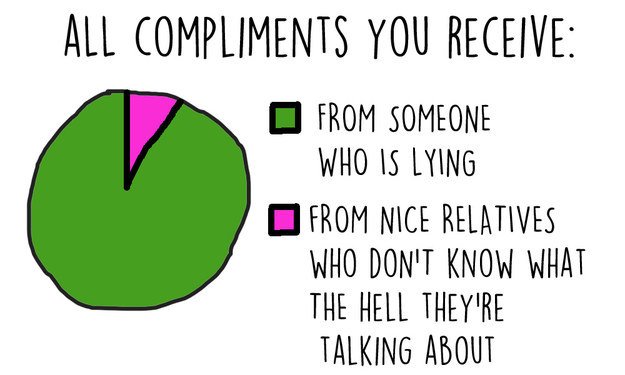 ALL COMPLIMENTS YOU RECEIVE:
FROM SOMEONE
WHO IS LYING
FROM NICE RELATIVES
WHO DON'T KNOW WHAT
THE HELL THEY'RE
TALKING ABOUT